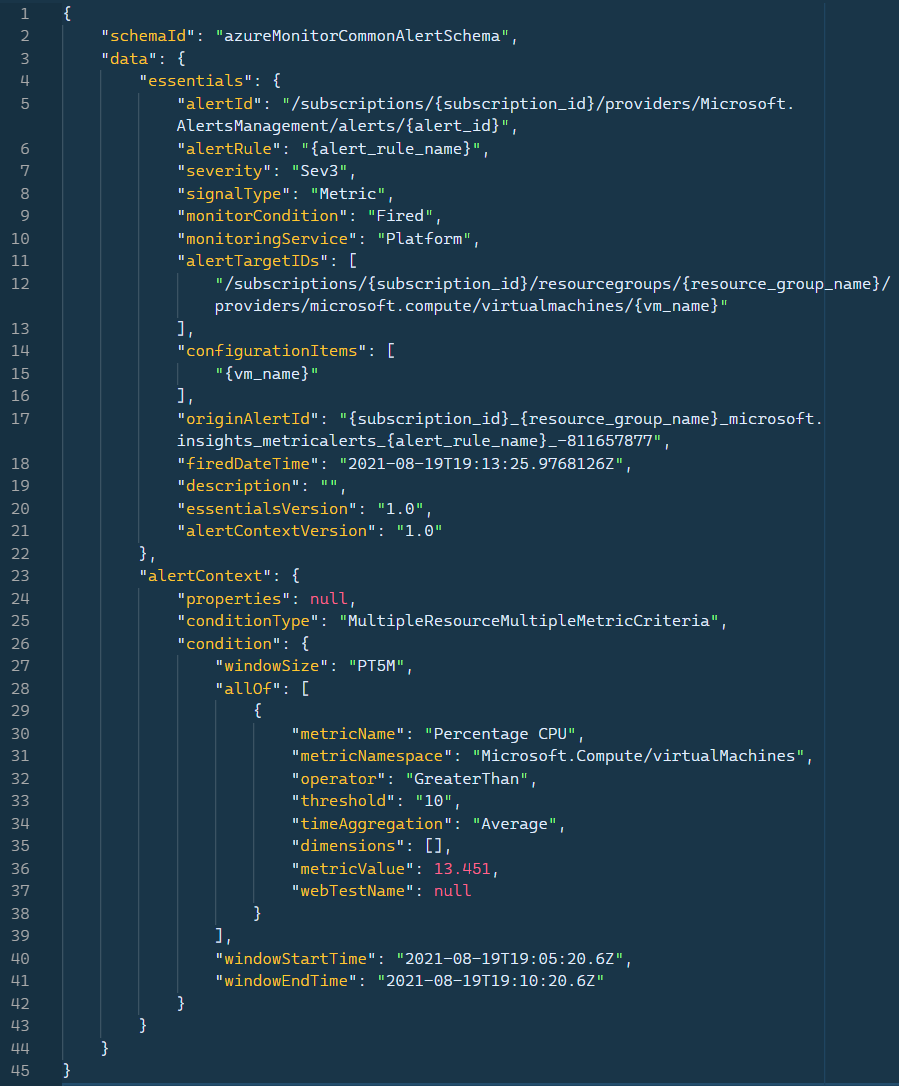 1 {
2 "schemaId": "azureMonitorCommonAlertSchema",
3 "data": {
4 "essentials": {
5 "alertId": "/subscriptions/{subscription_id}/providers/Microsoft.
AlertsManagement/alerts/{alert_id}",
6 "alertRule": "{alert_rule_name}",
7 "severity": "Sev3",
8 "signalType": "Metric",
9 "monitorCondition": "Fired",
10 "monitoringService": "Platform",
11 "alertTargetIDs": [
12 "/subscriptions/{subscription_id}/resourcegroups/{resource_group_name}/
providers/microsoft.compute/virtualmachines/{vm_name}"
13 ],
14 "configurationItems": [
15 "{vm_name}"
16 ],
17 "originAlertId": "{subscription_id}_{resource_group_name}_microsoft.
insights_metricalerts_{alert_rule_name}_-811657877",
18 "firedDateTime": "2021-08-19T19:13:25.9768126Z",
19 "description": "",
20 "essentialsVersion": "1.0",
21 "alertContextVersion": "1.0"
22 },
23 "alertContext": {
24 "properties": null,
25 "conditionType": "MultipleResourceMultipleMetricCriteria",
26 "condition": {
27 "windowSize": "PT5M",
28 "allOf": [
29 {
30 "metricName": "Percentage CPU",
31 "metricNamespace": "Microsoft.Compute/virtualMachines",
32 "operator": "GreaterThan",
33 "threshold": "10",
34 "timeAggregation": "Average",
35 "dimensions": [],
36 "metricValue": 13.451,
37 "webTestName": null
38 }
39 ],
40 "windowStartTime": "2021-08-19T19:05:20.6Z",
41 "windowEndTime": "2021-08-19T19:10:20.6Z"
42 }
43 }
44 }
45 }